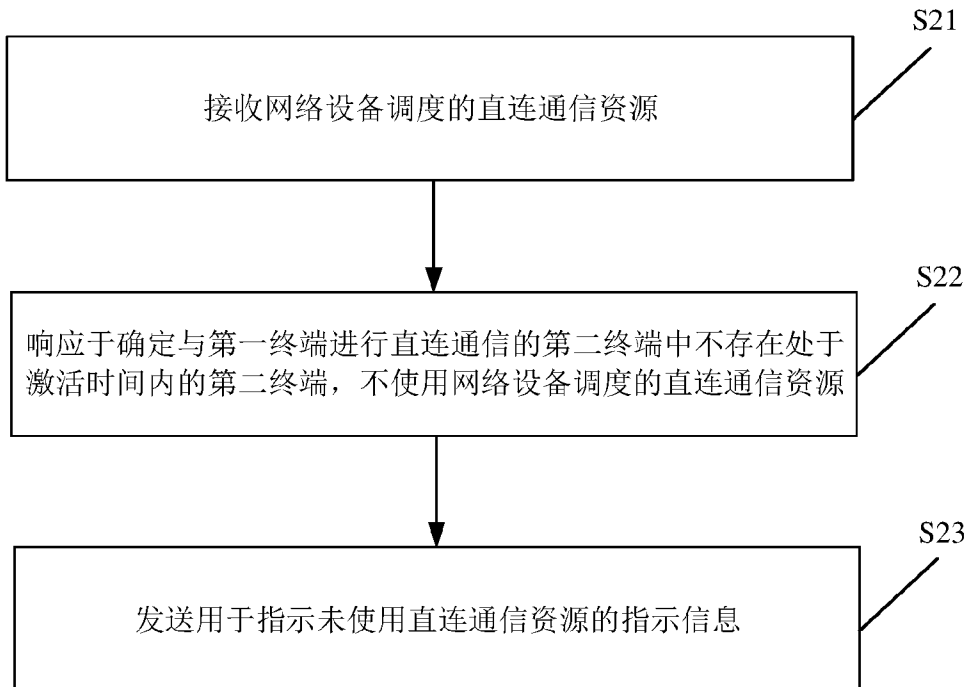 S21
接收网络设备调度的直连通信资源
S22
响应于确定与第一终端进行直连通信的第二终端中不存在处于
激活时间内的第二终端，不使用网络设备调度的直连通信资源
S23
发送用于指示未使用直连通信资源的指示信息